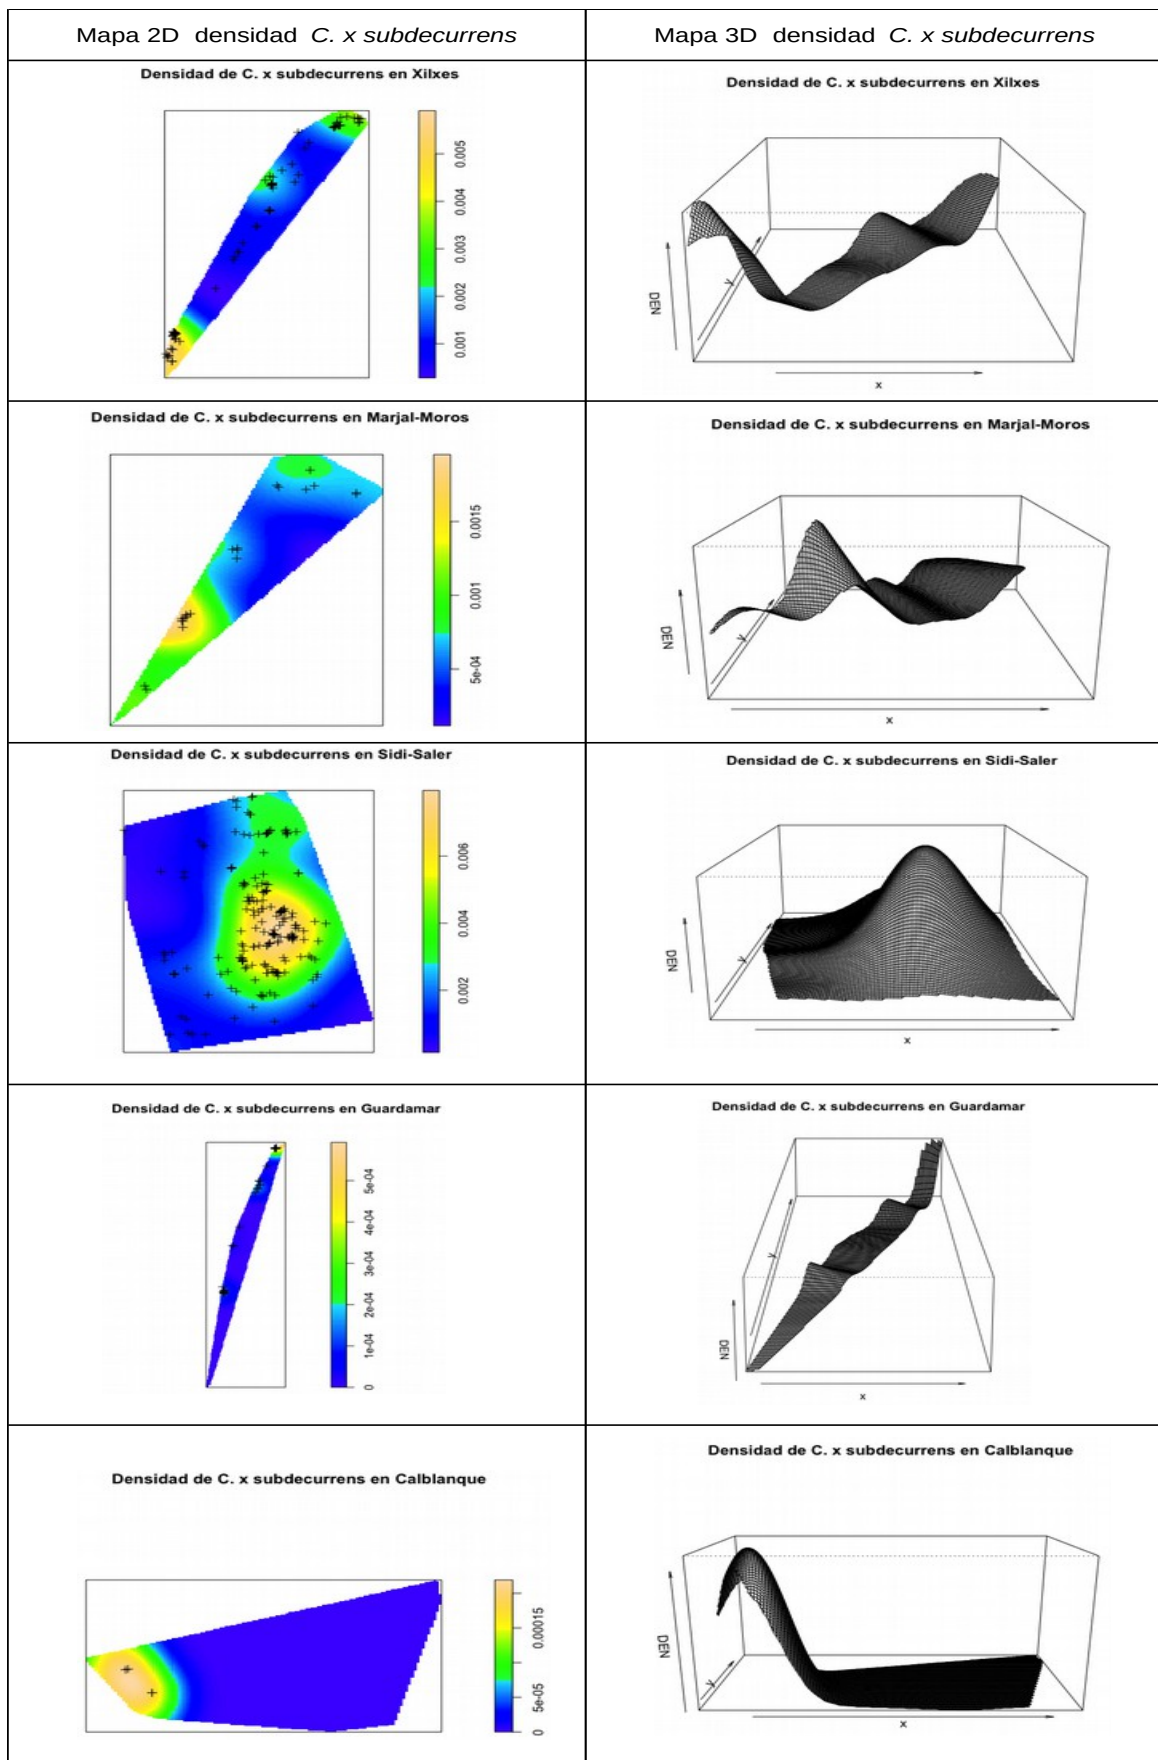 Mapa 2D densidad C. x subdecurrens
Mapa 3D densidad C. x subdecurrens
Densidad de C. x subdecurrens en Xilxes
0.005
0.004
0.003
0.002
0.001
Densidad de C. x subdecurrens en Xilxes
DEN
y
x
Densidad de C. x subdecurrens en Marjal-Moros
0.0015
0.001
5e-04
Densidad de C. x subdecurrens en Marjal-Moros
DEN
y
x
Densidad de C. x subdecurrens en Sidi-Saler
0.006
0.004
0.002
Densidad de C. x subdecurrens en Sidi-Saler
DEN
y
x
Densidad de C. x subdecurrens en Guardamar
5e-04
4e-04
3e-04
2e-04
1e-04
0
Densidad de C. x subdecurrens en Guardamar
DEN
y
x
Densidad de C. x subdecurrens en Calblanque
0.00015
5e-05
0
Densidad de C. x subdecurrens en Calblanque
DEN
y
x